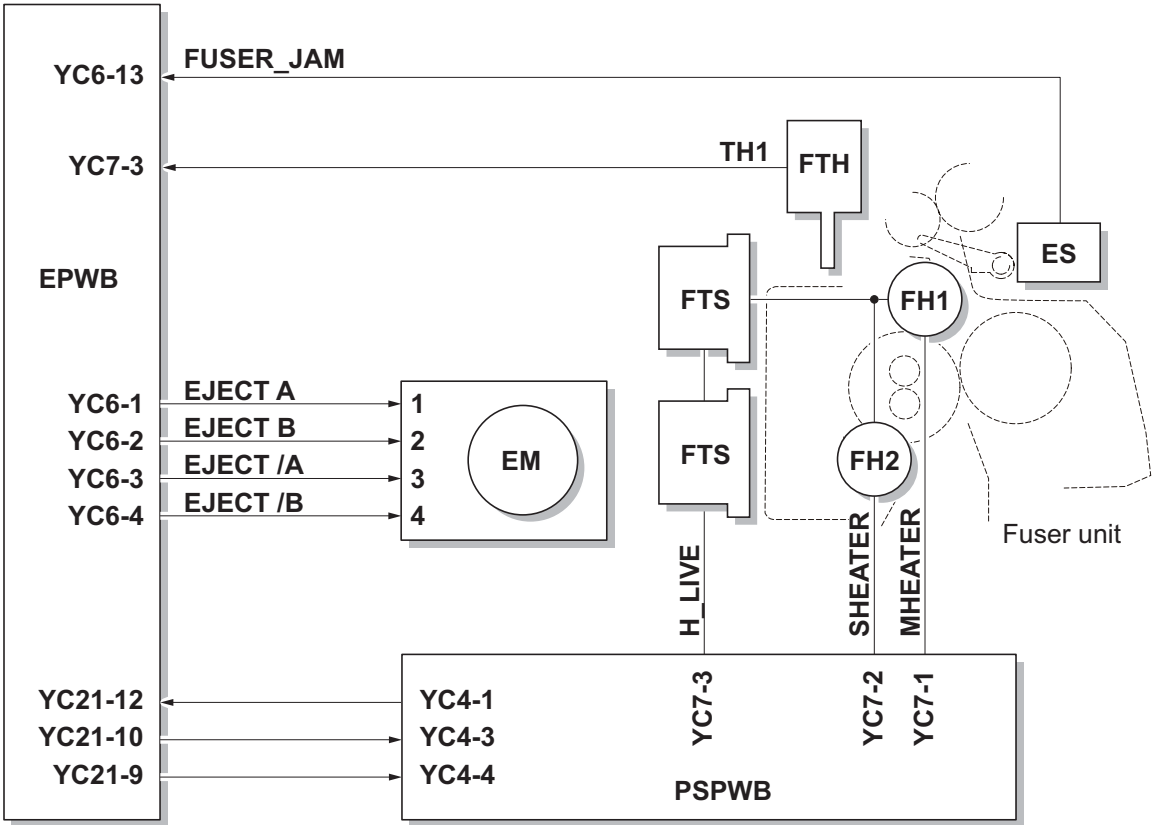 YC6-13
FUSER_JAM
YC7-3
TH1
FTH
EPWB
ES
FTS
FH1
YC6-1
EJECT A
1
YC6-2
EJECT B
2
YC6-3
EJECT /A
3
YC6-4
EJECT /B
4
EM
FTS
FH2
Fuser unit
H_LIVE
SHEATER
MHEATER
YC21-12
YC4-1
YC21-10
YC4-3
YC21-9
YC4-4
YC7-3
YC7-2
YC7-1
PSPWB